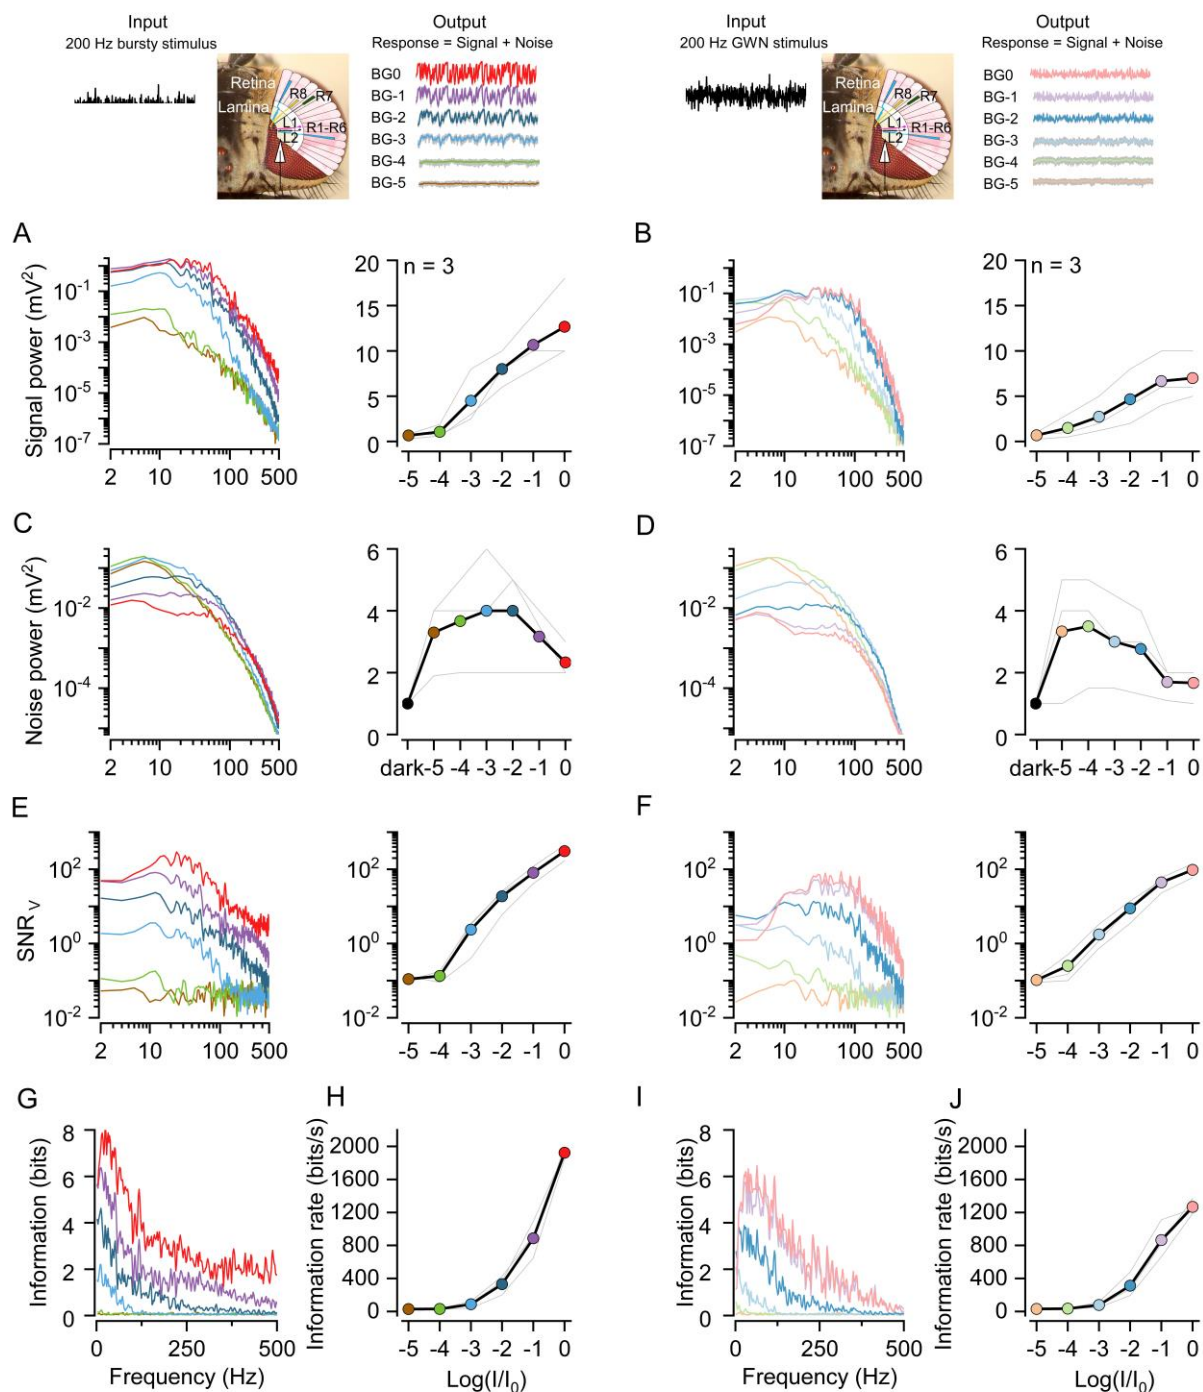 Input
200 Hz bursty stimulus
Output
Response = Signal + Noise
Retina
Lamina
R8
R7
L1
R1-R6
L2
BG0
BG-1
BG-2
BG-3
BG-4
BG-5
Input
200 Hz GWN stimulus
Output
Response = Signal + Noise
Retina
Lamina
R8
R7
L1
R1-R6
L2
BG0
BG-1
BG-2
BG-3
BG-4
BG-5
A
Signal power (mV²)
10⁻¹
10⁻³
10⁻⁵
10⁻⁷
2 10 100 500
n = 3
20
15
10
5
0
-5 -4 -3 -2 -1 0
B
10⁻¹
10⁻³
10⁻⁵
10⁻⁷
2 10 100 500
n = 3
20
15
10
5
0
-5 -4 -3 -2 -1 0
C
Noise power (mV²)
10⁻²
10⁻⁴
2 10 100 500
6
4
2
0
dark -5 -4 -3 -2 -1 0
D
10⁻²
10⁻⁴
2 10 100 500
6
4
2
0
dark -5 -4 -3 -2 -1 0
E
SNRV
10²
10⁰
10⁻²
2 10 100 500
10²
10⁰
10⁻²
-5 -4 -3 -2 -1 0
F
10²
10⁰
10⁻²
2 10 100 500
10²
10⁰
10⁻²
-5 -4 -3 -2 -1 0
G
Information (bits)
8
6
4
2
0
0 250 500
Frequency (Hz)
H
Information rate (bits/s)
2000
1600
1200
800
400
0
-5 -4 -3 -2 -1 0
Log(I/I₀)
I
Information (bits)
8
6
4
2
0
0 250 500
Frequency (Hz)
J
Information rate (bits/s)
2000
1600
1200
800
400
0
-5 -4 -3 -2 -1 0
Log(I/I₀)